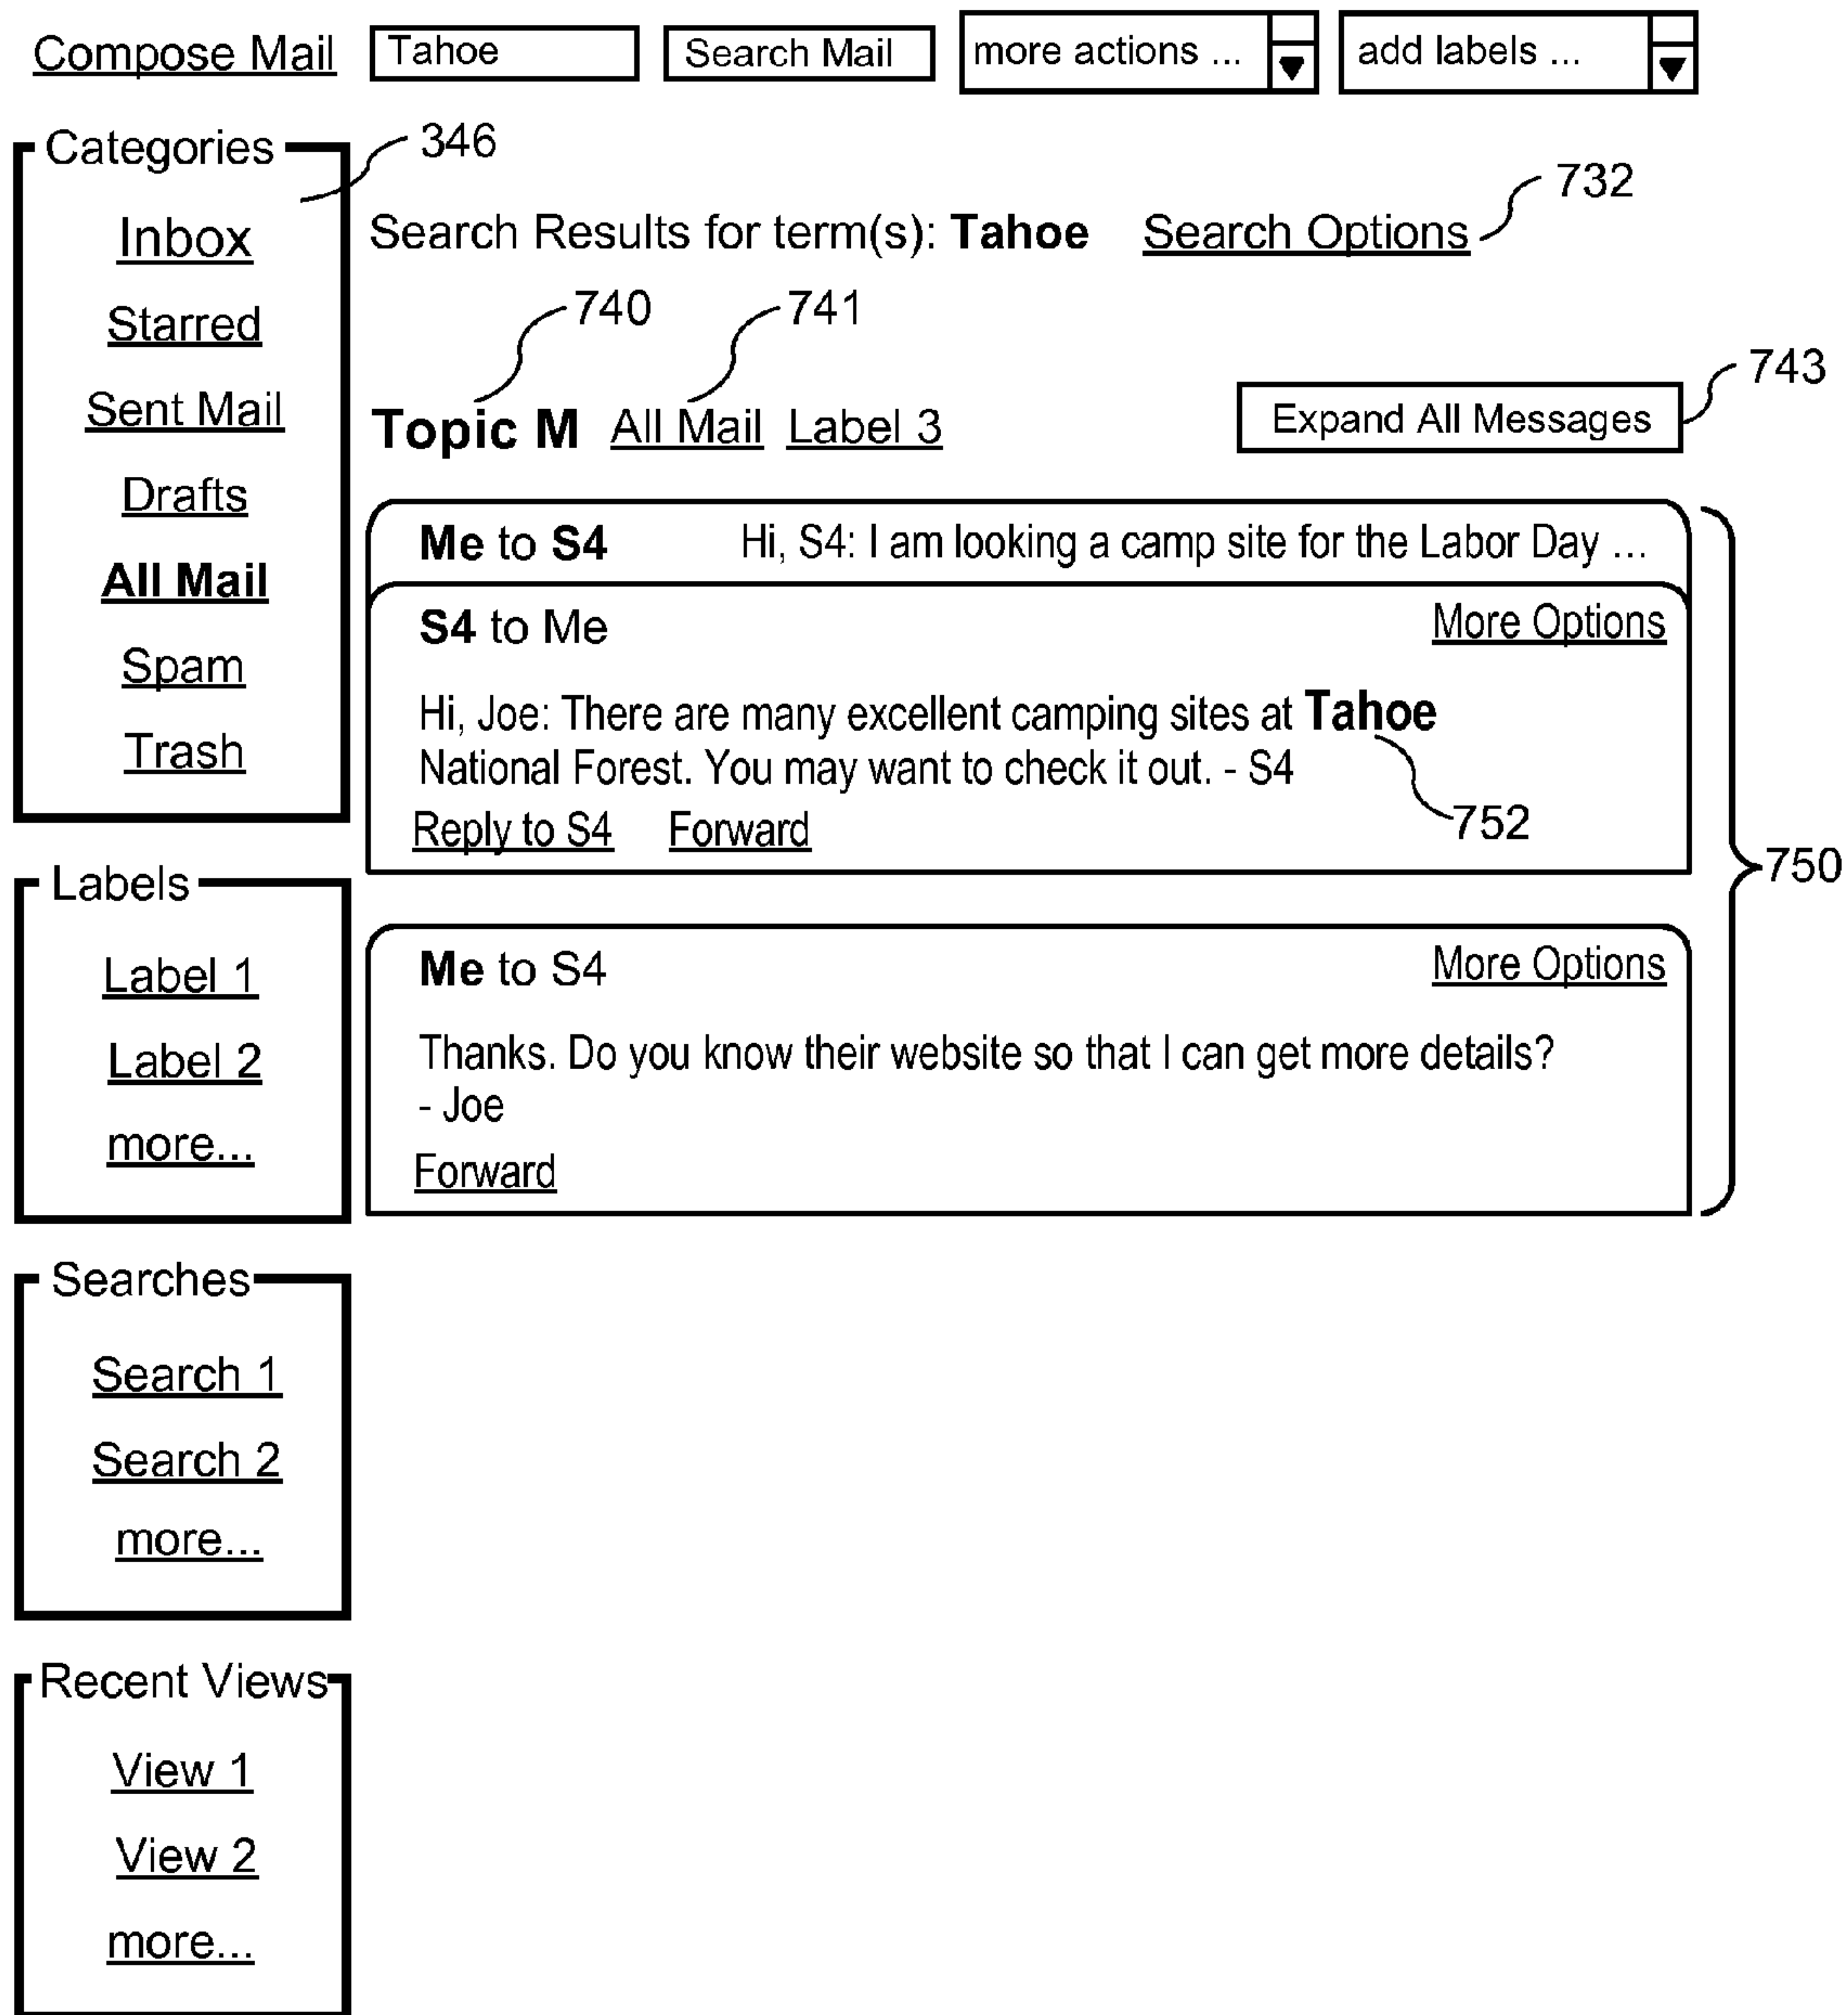 Compose Mail Tahoe Search Mail more actions ... add labels ...
Categories
346
Inbox
Starred
Sent Mail
Drafts
All Mail
Spam
Trash
Labels
Label 1
Label 2
more...
Searches
Search 1
Search 2
more...
Recent Views
View 1
View 2
more...
732
Search Results for term(s): Tahoe Search Options
740 741
743
Topic M All Mail Label 3 Expand All Messages
Me to S4 Hi, S4: I am looking a camp site for the Labor Day ...
S4 to Me More Options
Hi, Joe: There are many excellent camping sites at Tahoe
National Forest. You may want to check it out. - S4
Reply to S4 Forward
752
750
Me to S4 More Options
Thanks. Do you know their website so that I can get more details?
- Joe
Forward